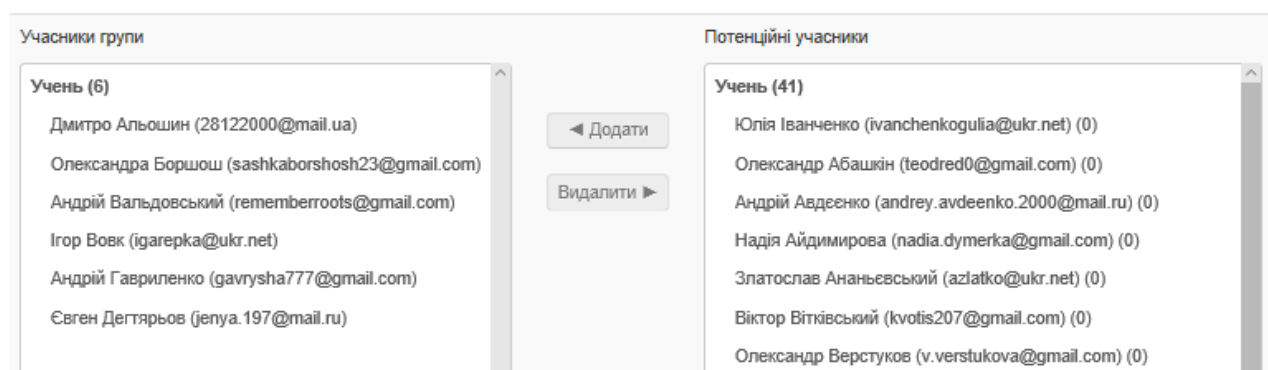 Учасники групи
Учень (6)
Дмитро Альошин (28122000@mail.ua)
Олександра Боршош (sashkaborshosh23@gmail.com)
Андрій Вальдовський (rememberroots@gmail.com)
Ігор Вовк (igarepka@ukr.net)
Андрій Гавриленко (gavrysha777@gmail.com)
Євген Дегтярьов (jenya.197@mail.ru)
◄ Додати
Видалити ►
Потенційні учасники
Учень (41)
Юлія Іванченко (ivanchenkogulia@ukr.net) (0)
Олександр Абашкін (teodred0@gmail.com) (0)
Андрій Авдєєнко (andrey.avdeenko.2000@mail.ru) (0)
Надія Айдимирова (nadia.dymerka@gmail.com) (0)
Златослав Ананьєвський (azlatko@ukr.net) (0)
Віктор Вітківський (kvotis207@gmail.com) (0)
Олександр Верстуков (v.verstukova@gmail.com) (0)